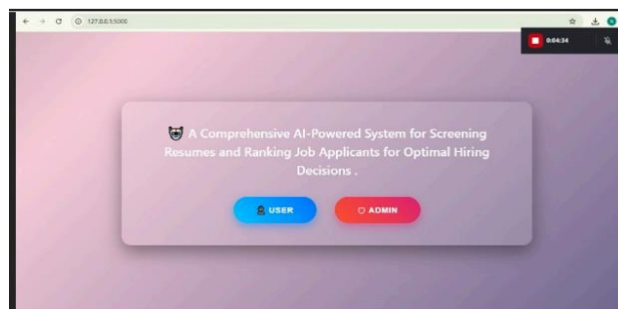 127.0.0.1:5000
0:04:34
A Comprehensive AI-Powered System for Screening
Resumes and Ranking Job Applicants for Optimal Hiring
Decisions .
USER
ADMIN